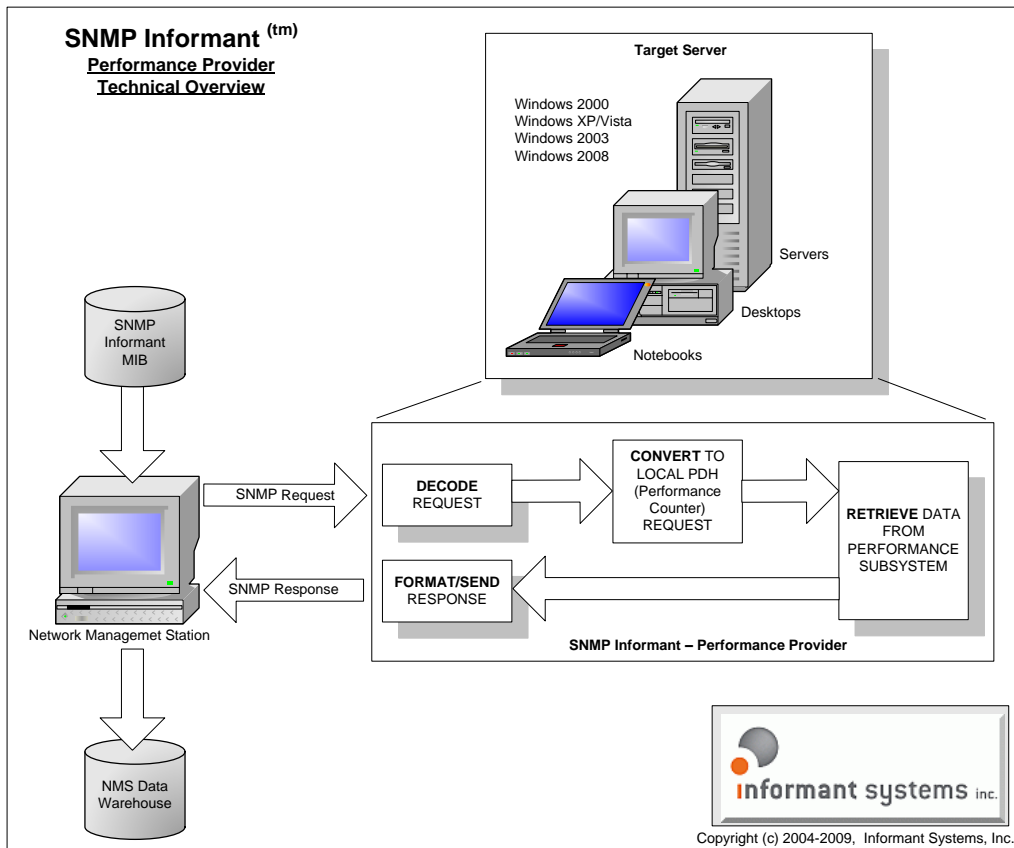 SNMP Informant (tm)
Performance Provider
Technical Overview
Target Server
Windows 2000
Windows XP/Vista
Windows 2003
Windows 2008
Servers
Desktops
Notebooks
SNMP
Informant
MIB
SNMP Request
SNMP Response
Network Managemet Station
DECODE
REQUEST
CONVERT TO
LOCAL PDH
(Performance
Counter)
REQUEST
RETRIEVE DATA
FROM
PERFORMANCE
SUBSYSTEM
FORMAT/SEND
RESPONSE
SNMP Informant – Performance Provider
NMS Data
Warehouse
informant systems inc.
Copyright (c) 2004-2009, Informant Systems, Inc.